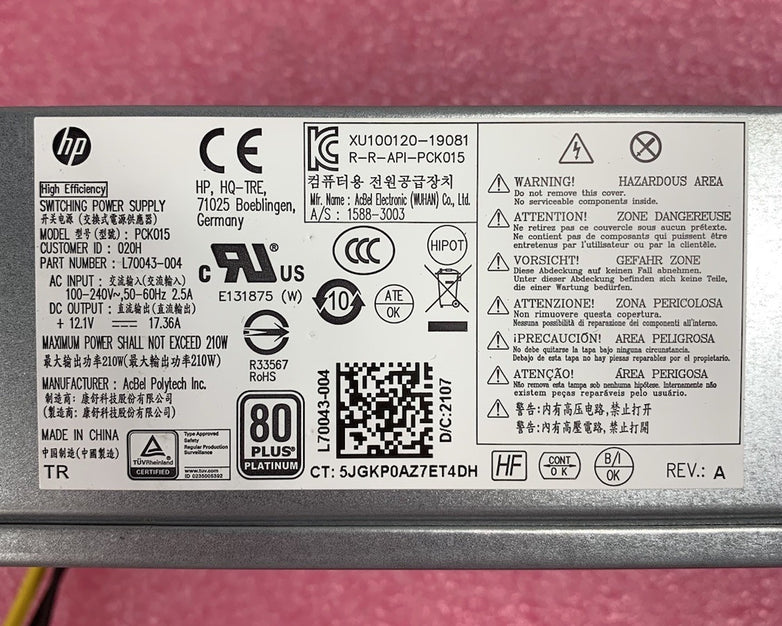 hp
High Efficiency
SWITCHING POWER SUPPLY
开关电源 (交換式電源供應器)
MODEL 型号 (型號) : PCK015
CUSTOMER ID : 020H
PART NUMBER : L70043-004
AC INPUT : 交流输入(交流輸入)
100-240V~,50-60Hz 2.5A
DC OUTPUT : 直流输出(直流輸出)
+ 12.1V 17.36A
MAXIMUM POWER SHALL NOT EXCEED 210W
最大输出功率210W(最大輸出功率210W)
MANUFACTURER : AcBel Polytech Inc.
制造商 : 康舒科技股份有限公司
(製造商 : 康舒科技股份有限公司)
MADE IN CHINA
中国制造(中國製造)
TR
CE
HP, HQ-TRE,
71025 Boeblingen,
Germany
XU100120-19081
R-R-API-PCK015
컴퓨터용 전원공급장치
Mfr. Name : AcBel Electronic (WUHAN) Co., Ltd.
A/S : 1588-3003
c RU ® US
E131875 (W)
CCC
HIPOT
10
ATE
OK
R33567
RoHS
TÜVRheinland
CERTIFIED
Type Approved
Safety
Regular Production
Surveillance
www.tuv.com
ID 0235005392
80
PLUS®
PLATINUM
L70043-004
D/C:2107
CT: 5JGKP0AZ7ET4DH
WARNING! HAZARDOUS AREA
Do not remove this cover.
No serviceable components inside.
ATTENTION! ZONE DANGEREUSE
Ne retirez pas ce couvercle sous aucun prétexte.
Ne contient pas de composants qui puissent être
entretenus par l'utilisateur ou par la clientèle.
VORSICHT! GEFAHR ZONE
Diese Abdeckung auf keinen Fall abnehmen.
Unter dieser Abdeckung befinden sich keine Teile,
die einer Wartung bedürfen.
ATTENZIONE! ZONA PERICOLOSA
Non rimuovere questa copertura.
Nessuna possibilità di reparazione dei componenti all'interno.
¡PRECAUCIÓN! ÁREA PELIGROSA
No debe quitarse la tapa bajo ninguna circunstancia.
Debajo de esta tapa no hay piezas reparables por el propietario.
ATENÇÃO! ÁREA PERIGOSA
Não remova esta tampa sob nenhuma hipótese. Internamente não
existem partes que possam ser reparadas pelo usuário.
警告:内有高压电路,禁止打开
警告:內有高壓電路,禁止打開
HF
CONT
OK
B/I
OK
REV.: A